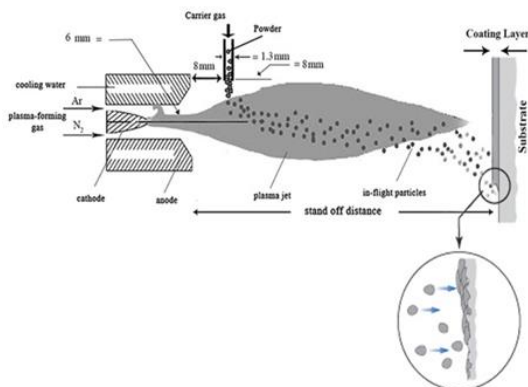 Carrier gas
Powder
Coating Layer
6 mm =
= 1.3mm
8mm
= 8mm
cooling water
Ar
plasma-forming
gas
N₂
Substrate
cathode
anode
plasma jet
in-flight particles
stand off distance